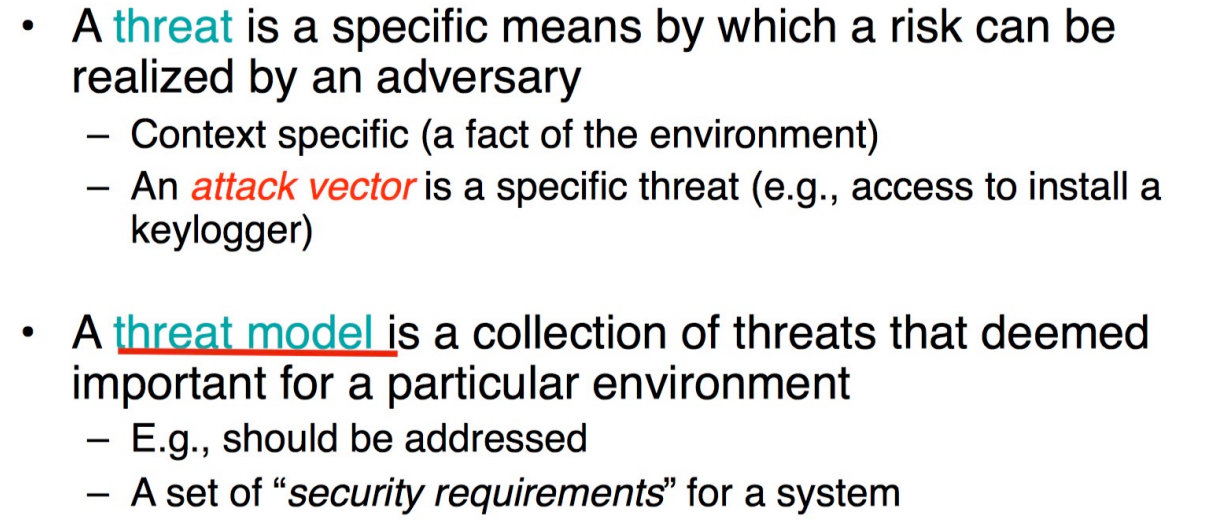 • A threat is a specific means by which a risk can be
realized by an adversary
– Context specific (a fact of the environment)
– An attack vector is a specific threat (e.g., access to install a
keylogger)
• A threat model is a collection of threats that deemed
important for a particular environment
– E.g., should be addressed
– A set of “security requirements” for a system